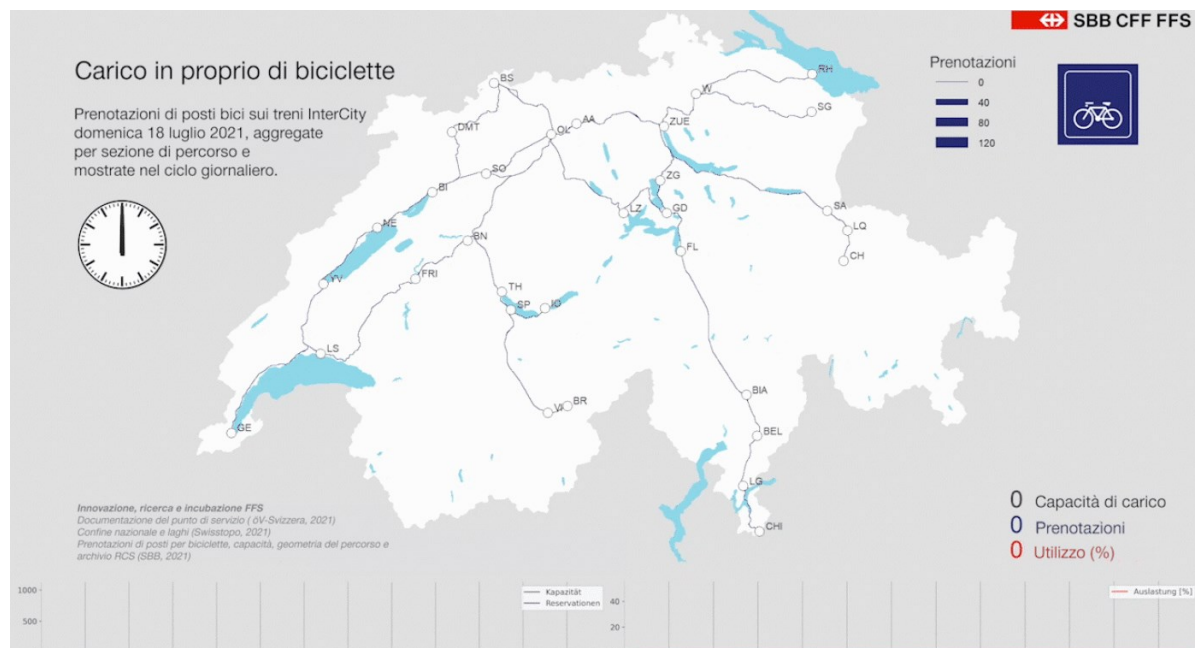 SBB CFF FFS
Carico in proprio di biciclette
Prenotazioni di posti bici sui treni InterCity
domenica 18 luglio 2021, aggregate
per sezione di percorso e
mostrate nel ciclo giornaliero.
Prenotazioni
0
40
80
120
BS
RH
W
SG
DMT
OL
AA
ZUE
SO
BI
ZG
NE
LZ
GD
SA
LQ
BN
FL
CH
YV
FRI
TH
SP
IO
LS
BIA
VI
BR
GE
BEL
LG
CHI
Innovazione, ricerca e incubazione FFS
Documentazione del punto di servizio ( öV-Svizzera, 2021)
Confine nazionale e laghi (Swisstopo, 2021)
Prenotazioni di posti per biciclette, capacità, geometria del percorso e
archivio RCS (SBB, 2021)
0 Capacità di carico
0 Prenotazioni
0 Utilizzo (%)
1000
500
Kapazität
Reservationen
40
20
Auslastung [%]